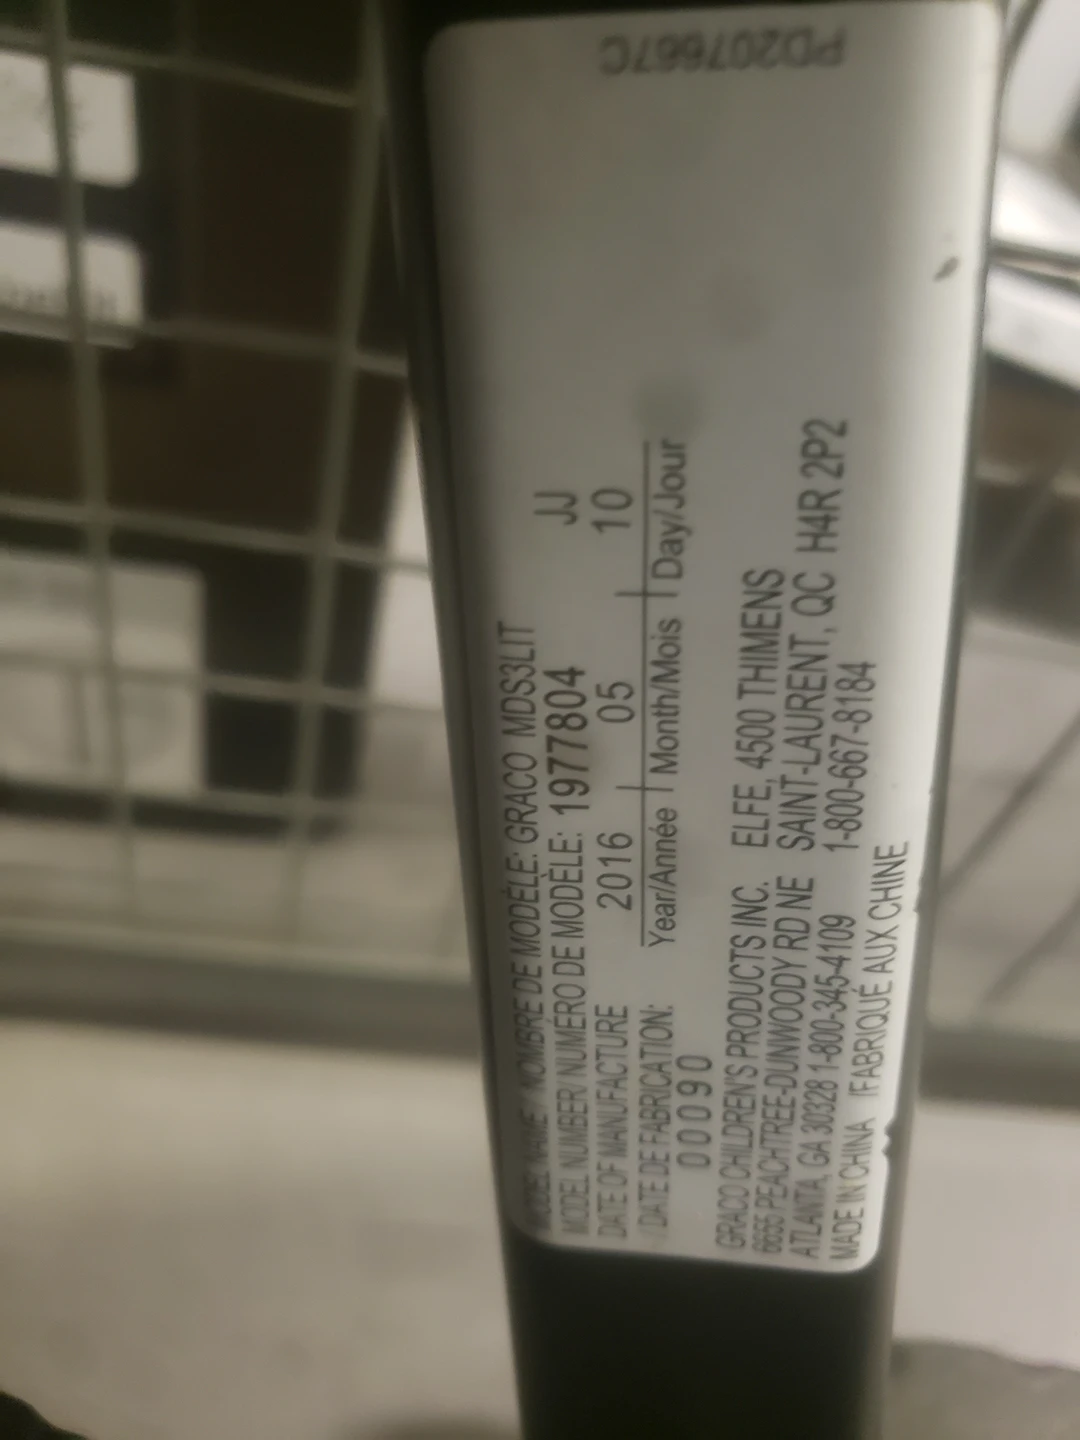 MODEL NAME / NOMBRE DE MODÈLE: GRACO MDS3LIT
MODEL NUMBER/ NUMÉRO DE MODÈLE: 1977804 JJ
DATE OF MANUFACTURE 2016 05 10
/ DATE DE FABRICATION: Year/Année | Month/Mois | Day/Jour
00090
GRACO CHILDREN'S PRODUCTS INC. ELFE, 4500 THIMENS
6655 PEACHTREE-DUNWOODY RD NE SAINT-LAURENT, QC H4R 2P2
ATLANTA, GA 30328 1-800-345-4109 1-800-667-8184
MADE IN CHINA /FABRIQUÉ AUX CHINE
PD207667C